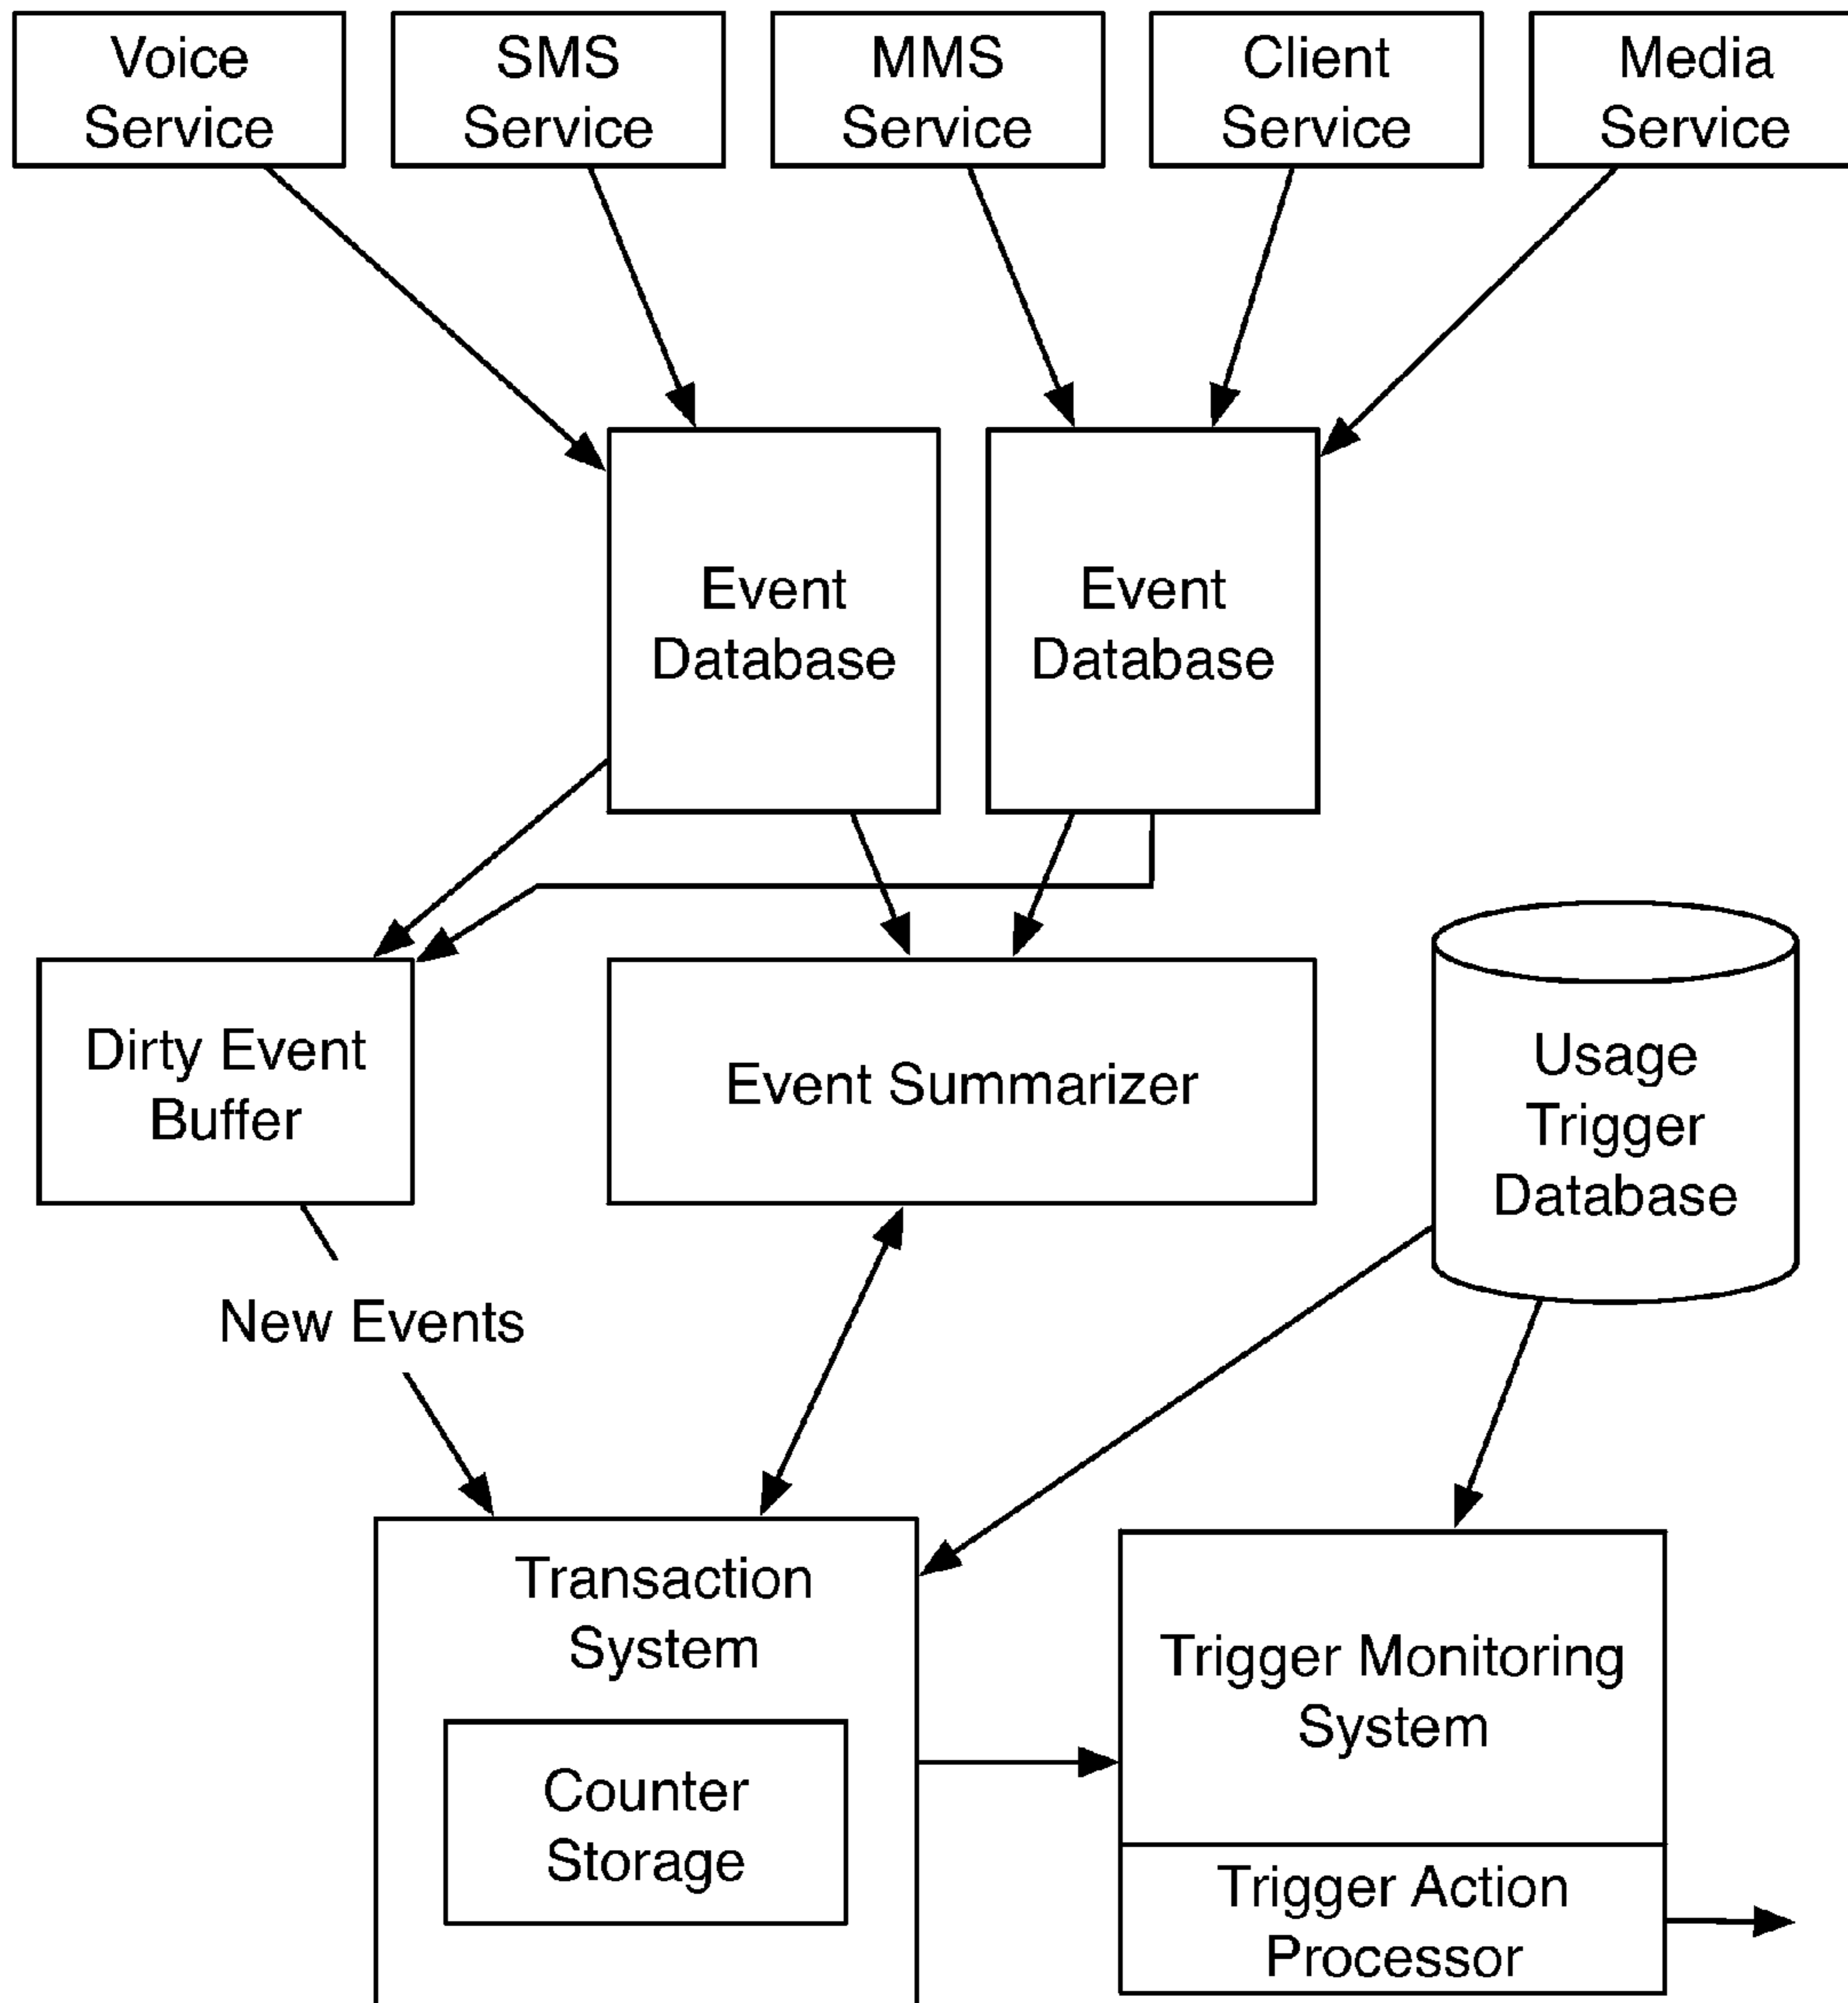 Voice
Service
SMS
Service
MMS
Service
Client
Service
Media
Service
Event
Database
Event
Database
Dirty Event
Buffer
Event Summarizer
Usage
Trigger
Database
New Events
Transaction
System
Counter
Storage
Trigger Monitoring
System
Trigger Action
Processor